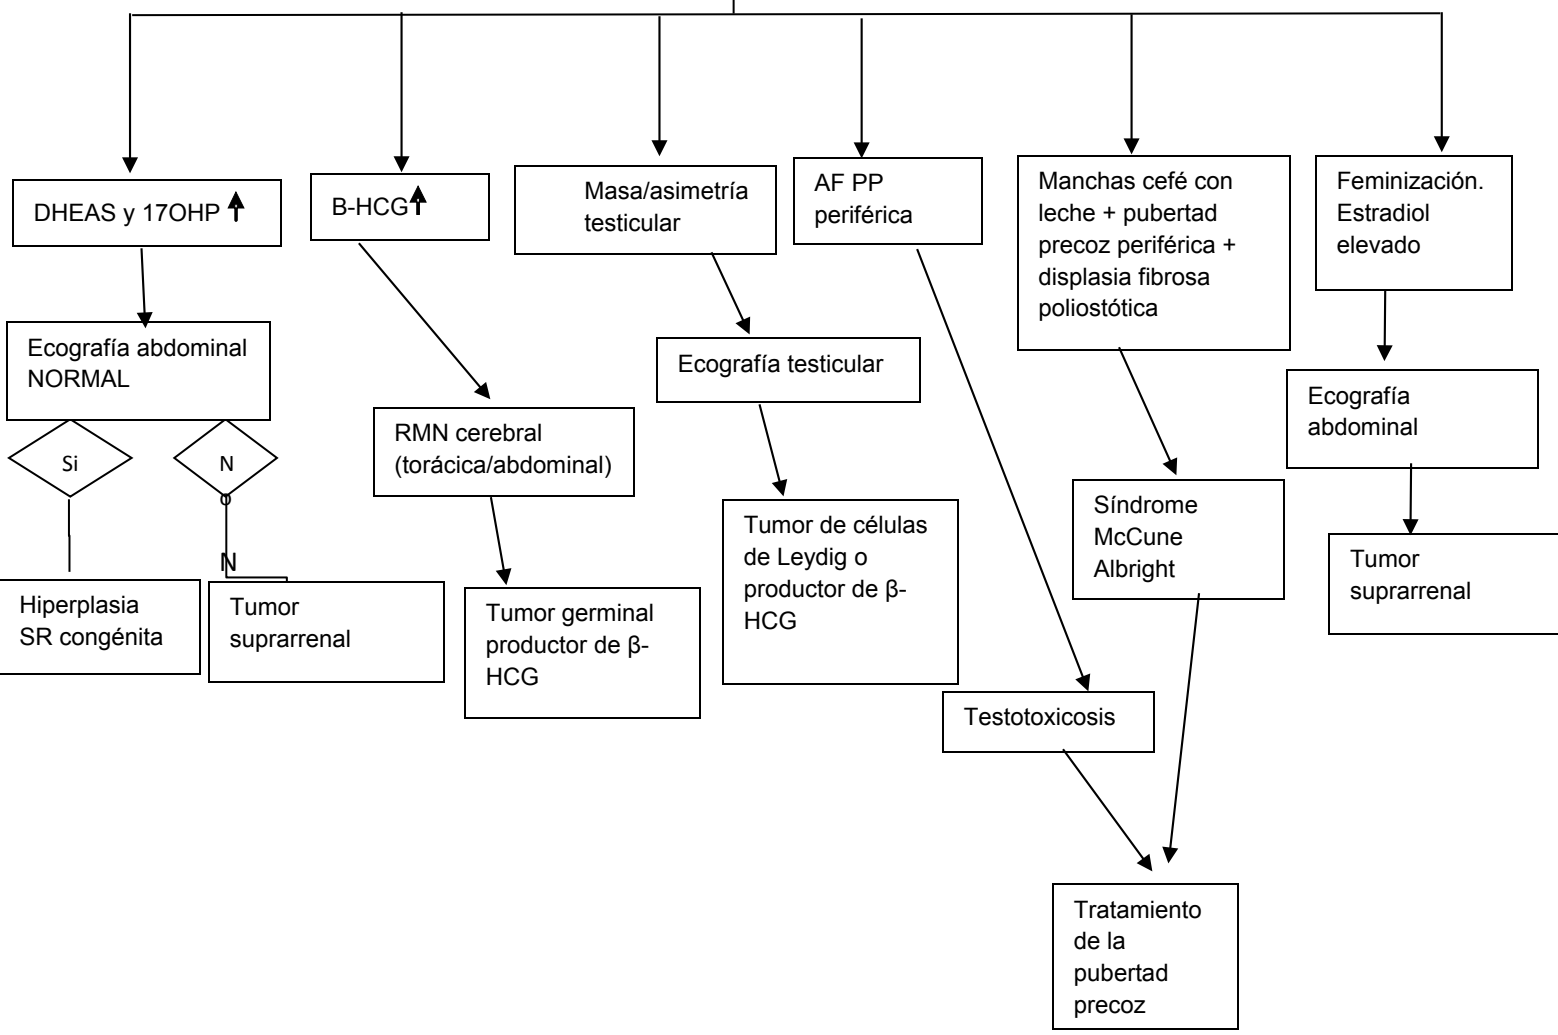 DHEAS y 17OHP
Ecografía abdominal
NORMAL
Si
N
o
N
Hiperplasia
SR congénita
Tumor
suprarrenal
B-HCG
RMN cerebral
(torácica/abdominal)
Tumor germinal
productor de β-
HCG
Masa/asimetría
testicular
Ecografía testicular
Tumor de células
de Leydig o
productor de β-
HCG
AF PP
periférica
Testotoxicosis
Manchas cefé con
leche + pubertad
precoz periférica +
displasia fibrosa
poliostótica
Síndrome
McCune
Albright
Tratamiento
de la
pubertad
precoz
Feminización.
Estradiol
elevado
Ecografía
abdominal
Tumor
suprarrenal